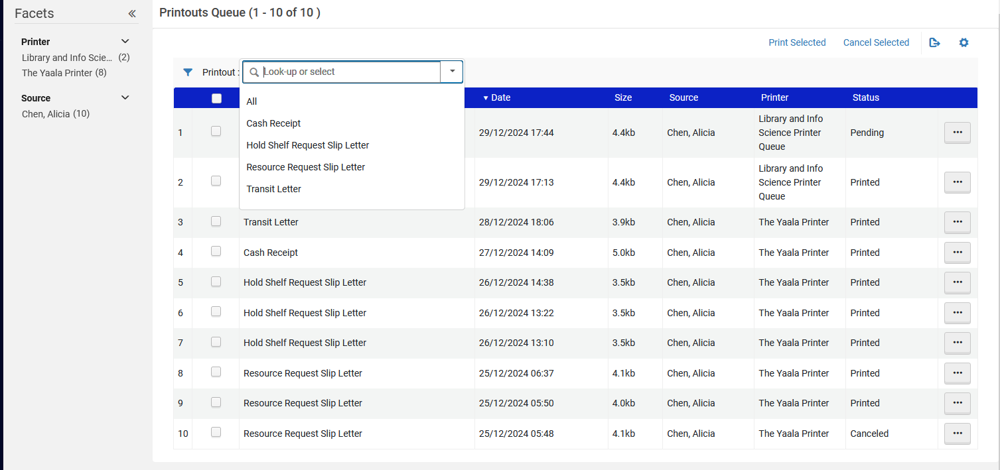 Facets
Printer
Library and Info Scie... (2)
The Yaala Printer (8)
Source
Chen, Alicia (10)
Printouts Queue (1 - 10 of 10 )
Print Selected Cancel Selected
Printout : Look-up or select
All
Cash Receipt
Hold Shelf Request Slip Letter
Resource Request Slip Letter
Transit Letter
Date Size Source Printer Status
1 29/12/2024 17:44 4.4kb Chen, Alicia Library and Info Science Printer Queue Pending
2 29/12/2024 17:13 4.4kb Chen, Alicia Library and Info Science Printer Queue Printed
3 Transit Letter 28/12/2024 18:06 3.9kb Chen, Alicia The Yaala Printer Printed
4 Cash Receipt 27/12/2024 14:09 5.0kb Chen, Alicia The Yaala Printer Printed
5 Hold Shelf Request Slip Letter 26/12/2024 14:38 3.5kb Chen, Alicia The Yaala Printer Printed
6 Hold Shelf Request Slip Letter 26/12/2024 13:22 3.5kb Chen, Alicia The Yaala Printer Printed
7 Hold Shelf Request Slip Letter 26/12/2024 13:10 3.5kb Chen, Alicia The Yaala Printer Printed
8 Resource Request Slip Letter 25/12/2024 06:37 4.1kb Chen, Alicia The Yaala Printer Printed
9 Resource Request Slip Letter 25/12/2024 05:50 4.0kb Chen, Alicia The Yaala Printer Printed
10 Resource Request Slip Letter 25/12/2024 05:48 4.1kb Chen, Alicia The Yaala Printer Canceled